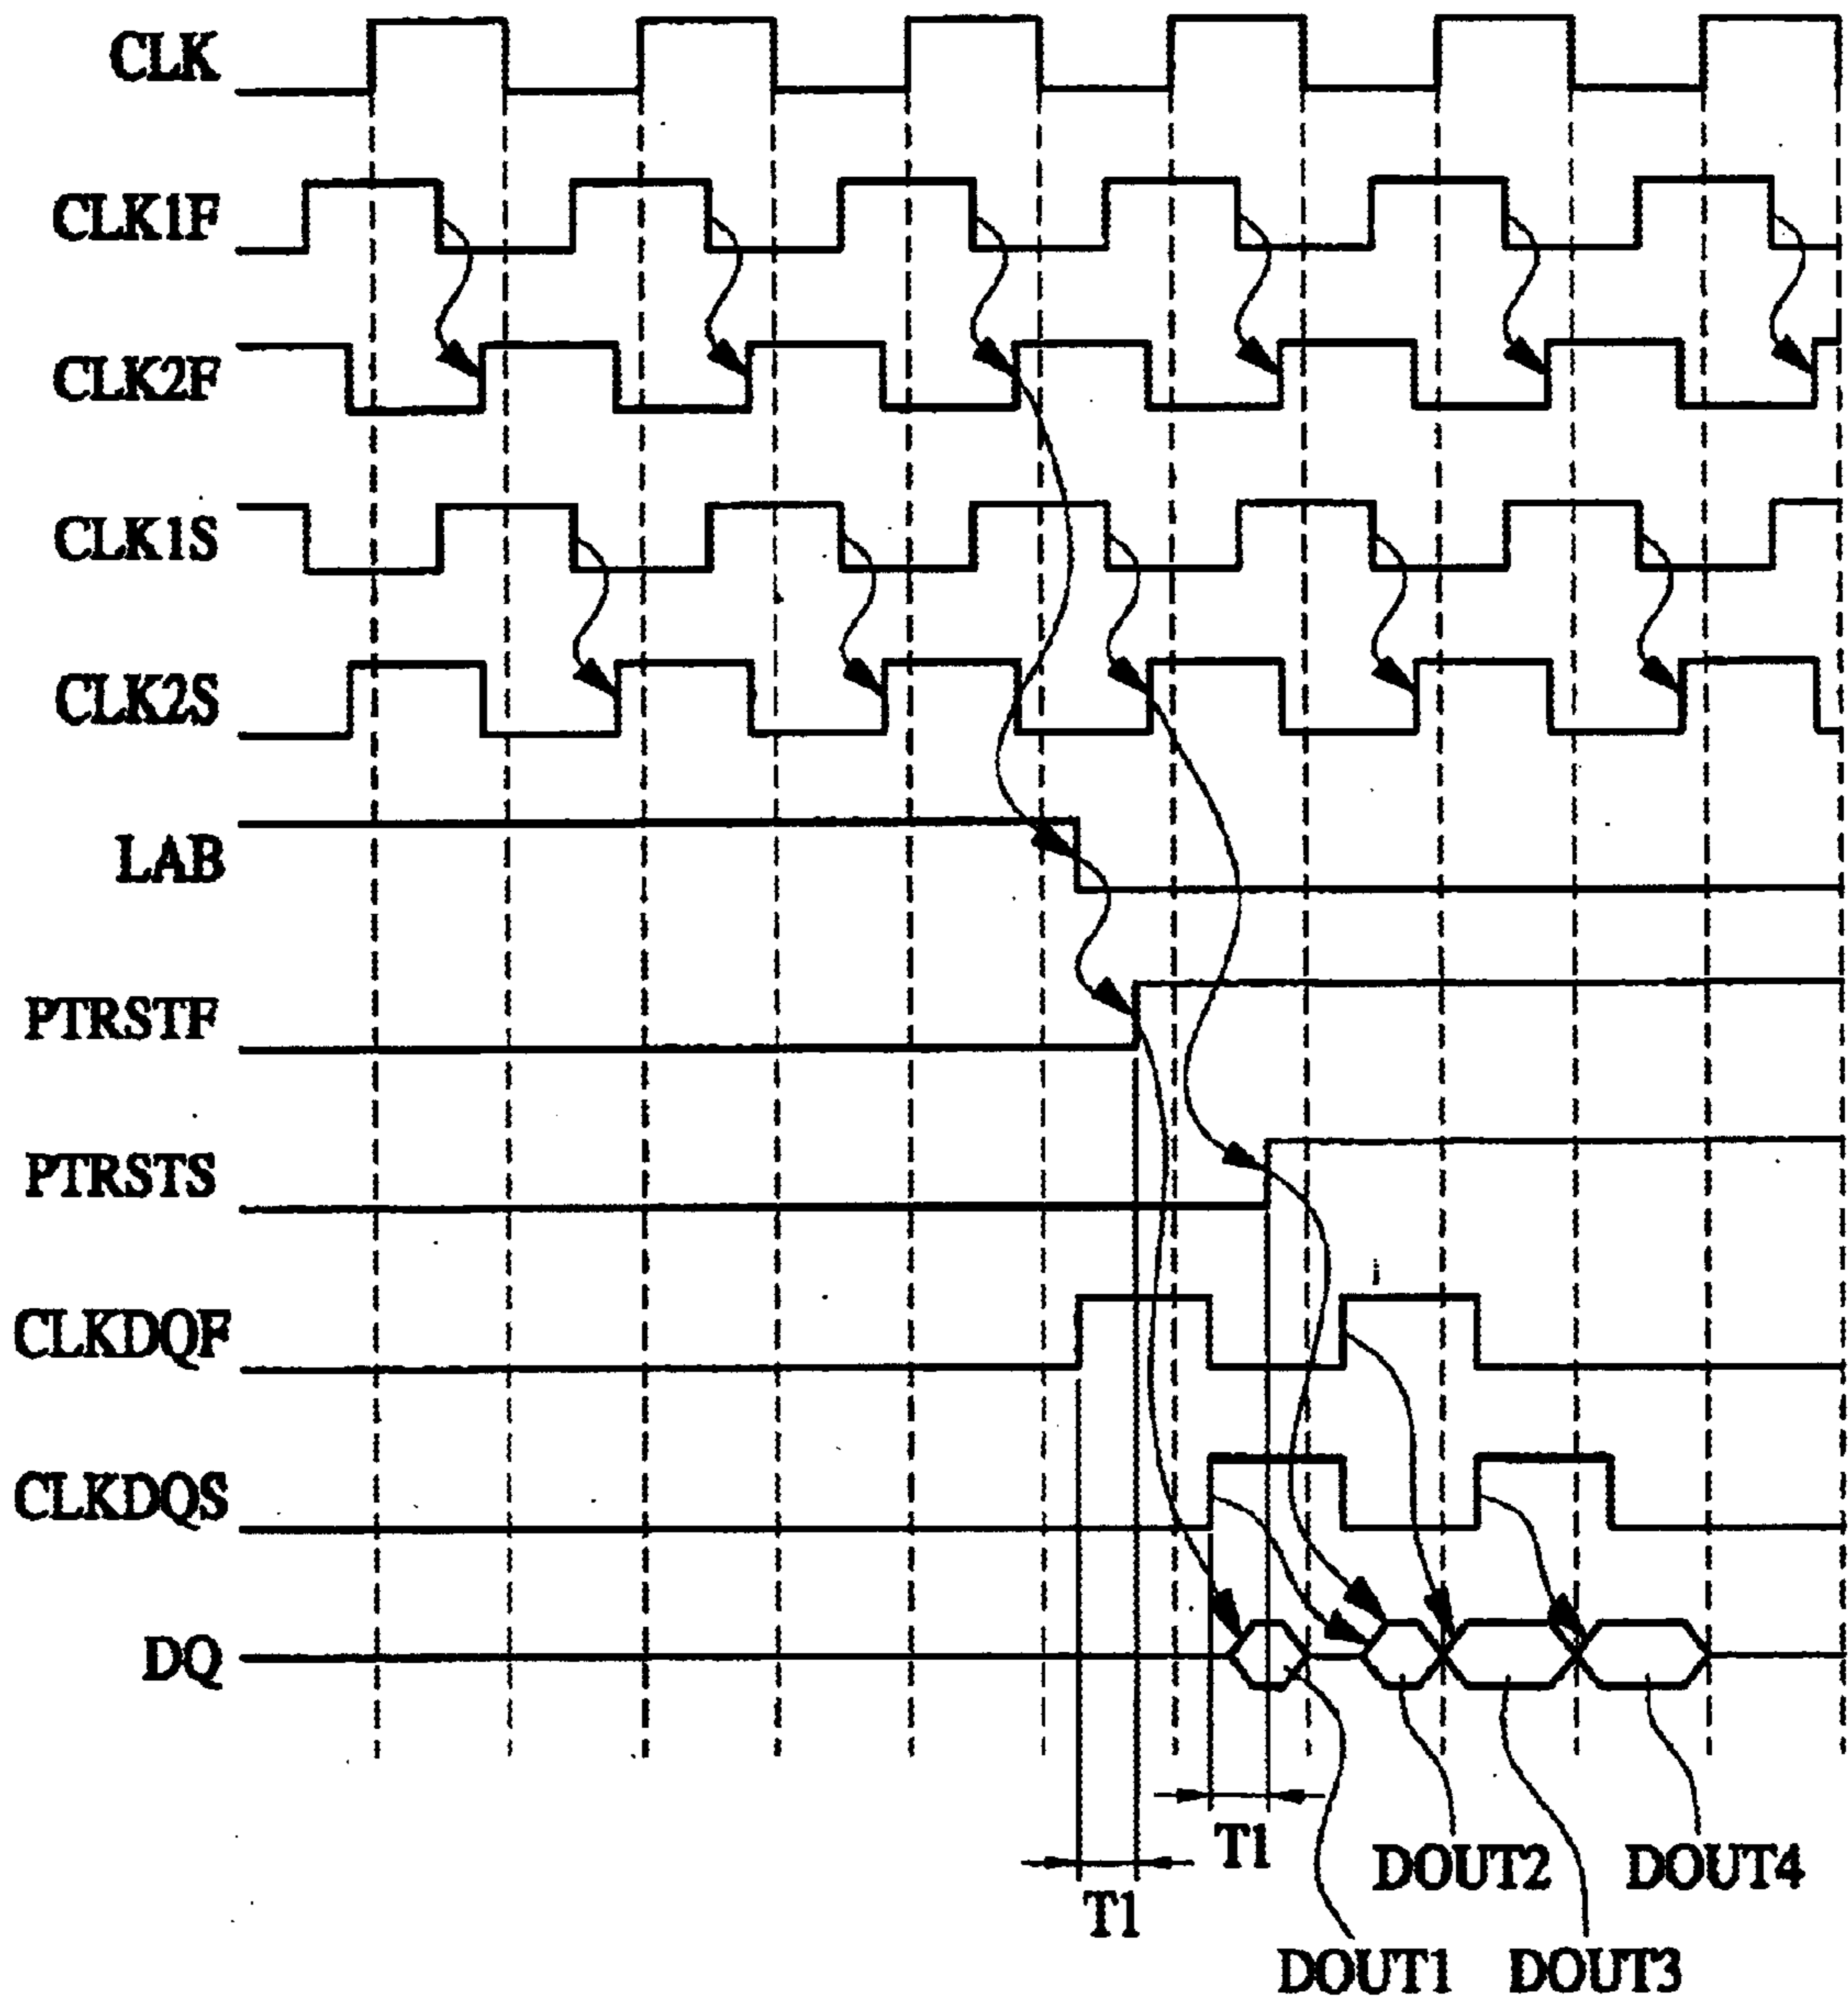 CLK
CLK1F
CLK2F
CLK1S
CLK2S
LAB
PTRSTF
PTRSTS
CLKDQF
CLKDQS
DQ
T1
T1
DOUT2
DOUT4
DOUT1
DOUT3